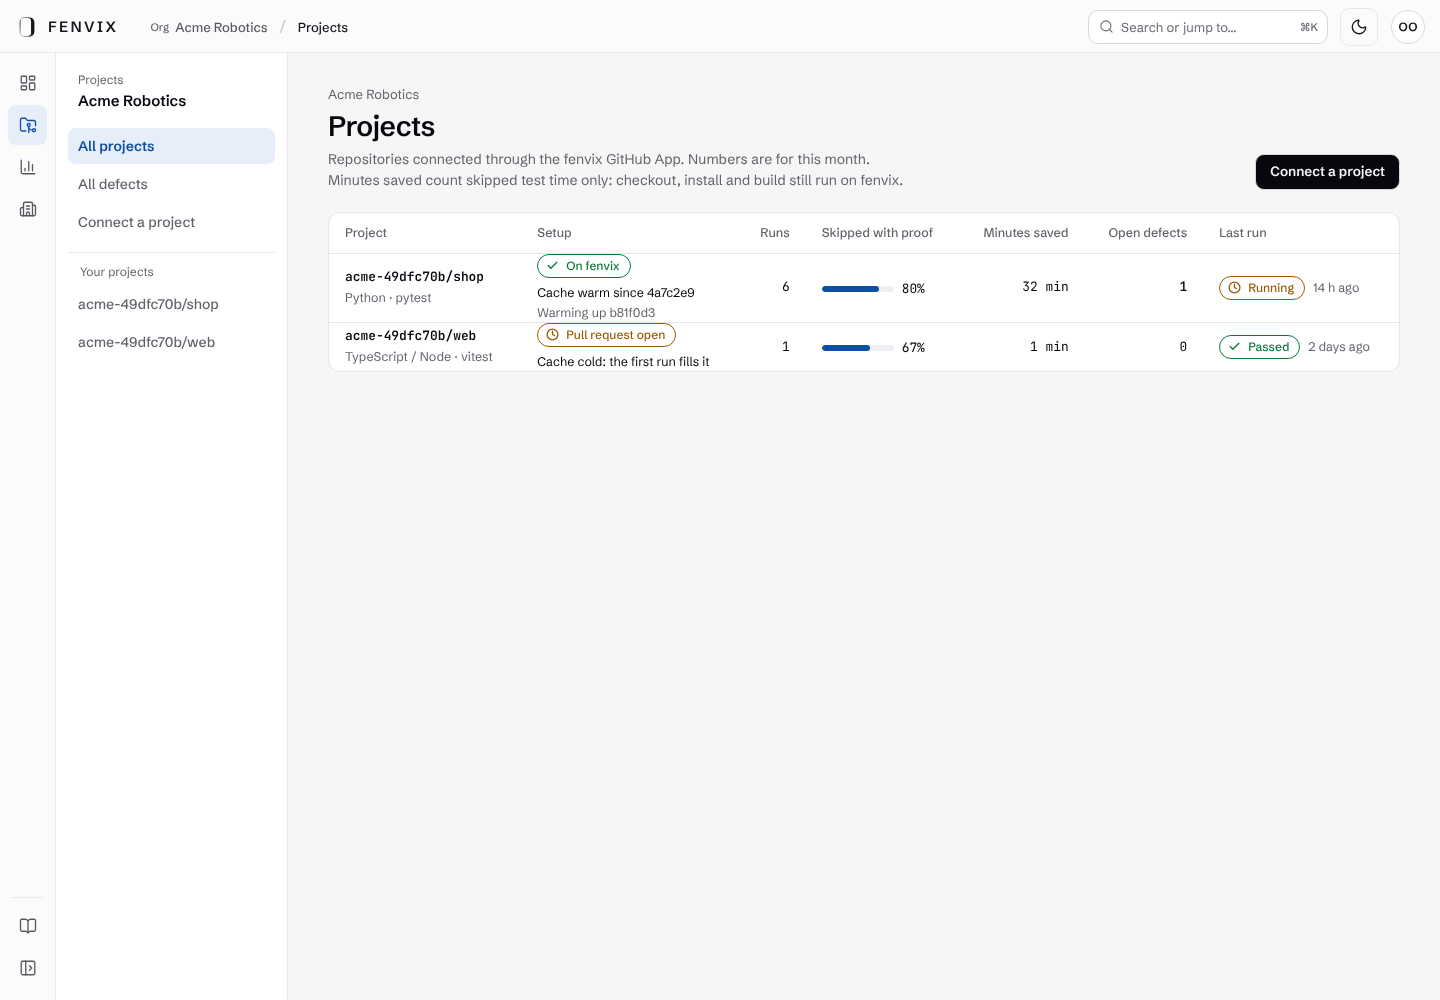 FENVIX
Org Acme Robotics / Projects
Search or jump to... ⌘K
OO
Projects
Acme Robotics
All projects
All defects
Connect a project
Your projects
acme-49dfc70b/shop
acme-49dfc70b/web
Acme Robotics
Projects
Repositories connected through the fenvix GitHub App. Numbers are for this month.
Minutes saved count skipped test time only: checkout, install and build still run on fenvix.
Connect a project
Project Setup Runs Skipped with proof Minutes saved Open defects Last run
acme-49dfc70b/shop
Python · pytest
On fenvix
Cache warm since 4a7c2e9
Warming up b81f0d3
6 80% 32 min 1 Running 14 h ago
acme-49dfc70b/web
TypeScript / Node · vitest
Pull request open
Cache cold: the first run fills it
1 67% 1 min 0 Passed 2 days ago